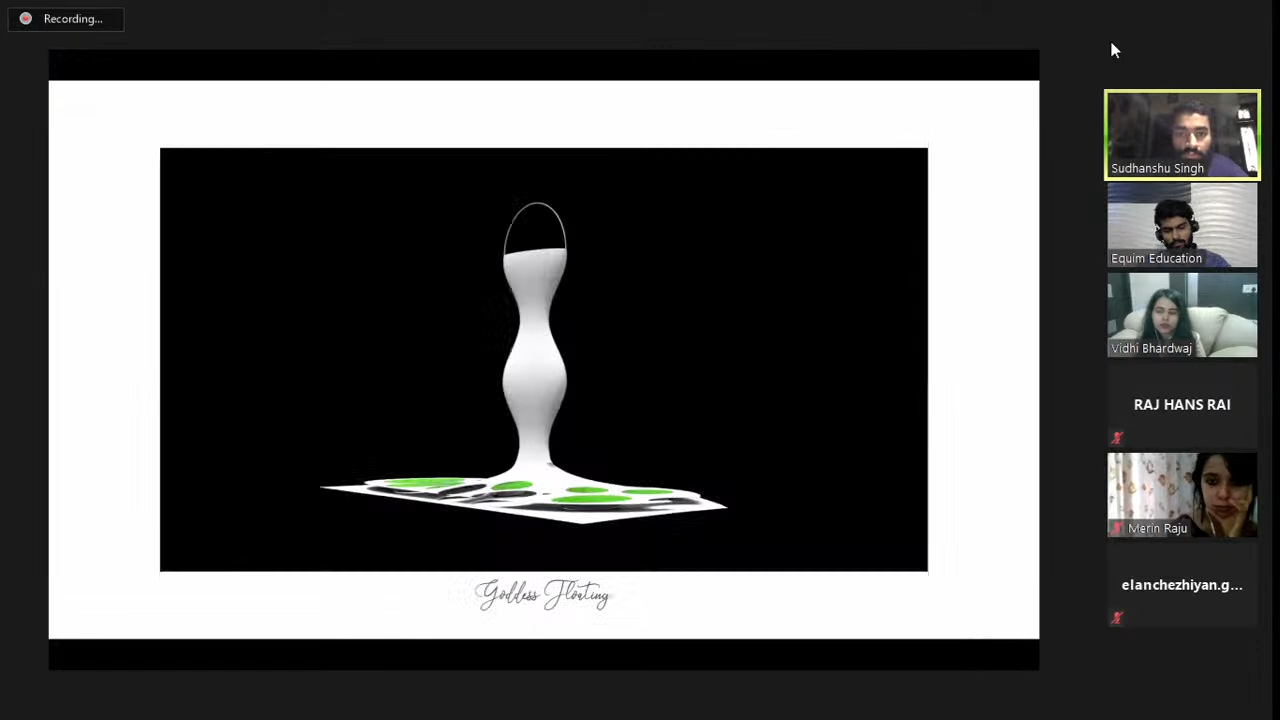 Recording...
Sudhanshu Singh
Equim Education
Vidhi Bhardwaj
RAJ HANS RAI
Merin Raju
elanchezhiyan.g...
Goddess Floating